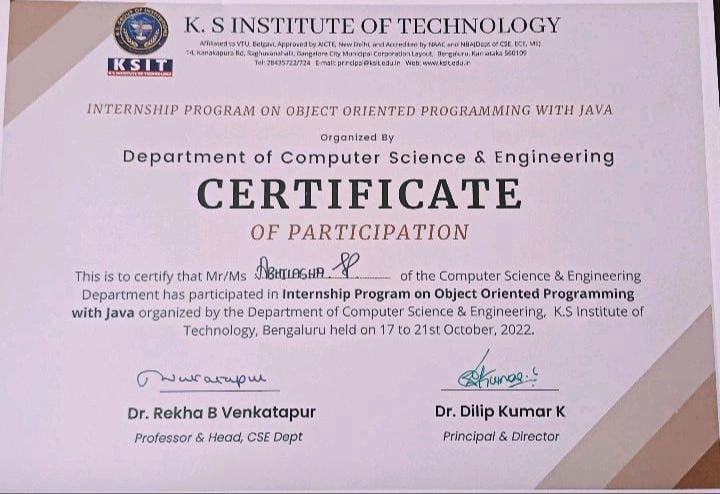 K. S INSTITUTE OF TECHNOLOGY
Affiliated to VTU, Belgavi, Approved by AICTE, New Delhi, and Accredited by NAAC and NBA(Dept of CSE, ECE, ME)
14, Kanakapura Rd, Raghuvanahalli, Bangalore City Municipal Corporation Layout, Bengaluru, Karnataka 560109
Tel: 28435722/724 E-mail: principal@ksit.edu.in Web: www.ksit.edu.in
KSIT
K. S INSTITUTE OF TECHNOLOGY
INTERNSHIP PROGRAM ON OBJECT ORIENTED PROGRAMMING WITH JAVA
Organized By
Department of Computer Science & Engineering
CERTIFICATE
OF PARTICIPATION
This is to certify that Mr/Ms ABHILASHA of the Computer Science & Engineering
Department has participated in Internship Program on Object Oriented Programming
with Java organized by the Department of Computer Science & Engineering, K.S Institute of
Technology, Bengaluru held on 17 to 21st October, 2022.
Dr. Rekha B Venkatapur
Professor & Head, CSE Dept
Dr. Dilip Kumar K
Principal & Director